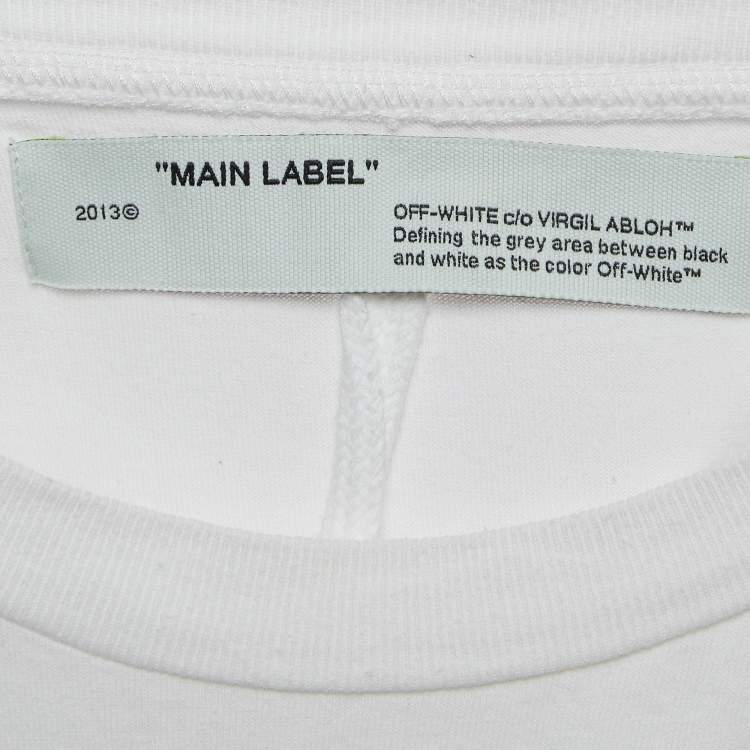 "MAIN LABEL"
2013©
OFF-WHITE c/o VIRGIL ABLOH™
Defining the grey area between black
and white as the color Off-White™